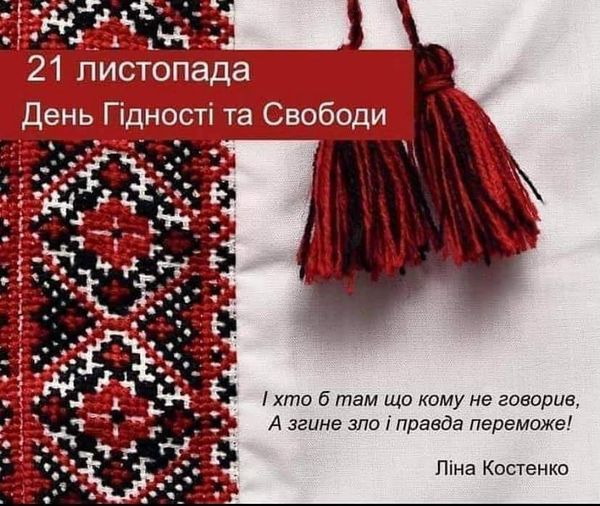 21 листопада
День Гідності та Свободи
І хто б там що кому не говорив,
А згине зло і правда переможе!
Ліна Костенко